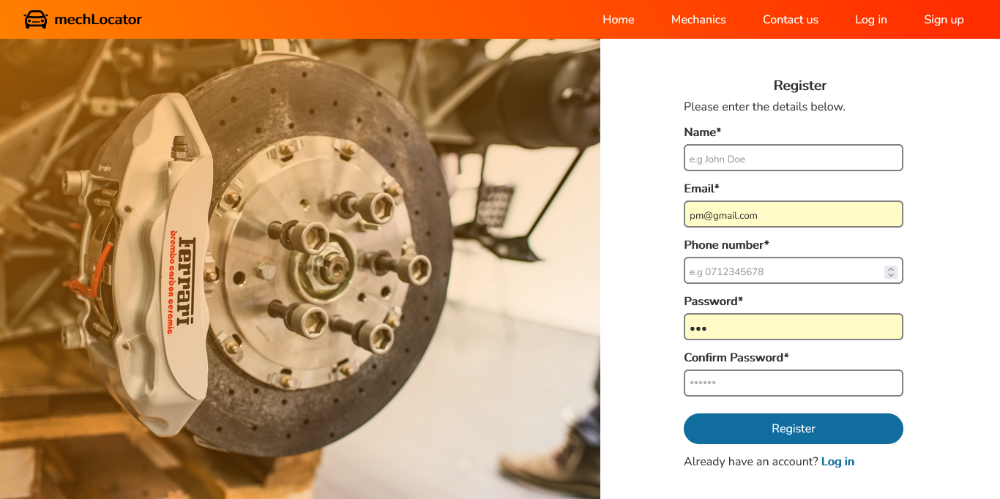 mechLocator
Home
Mechanics
Contact us
Log in
Sign up
Ferrari
brembo carbon ceramic
Register
Please enter the details below.
Name*
e.g John Doe
Email*
pm@gmail.com
Phone number*
e.g 0712345678
Password*
•••
Confirm Password*
******
Register
Already have an account? Log in